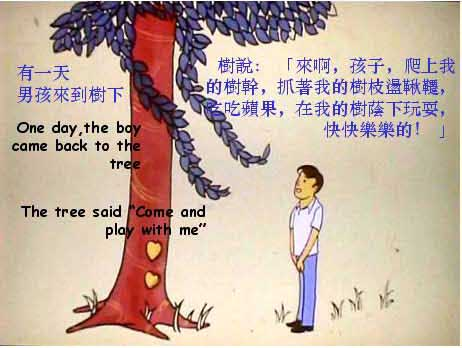 有一天
男孩來到樹下
One day,the boy
came back to the
tree
The tree said "Come and
play with me"
樹說: 「來啊，孩子，爬上我
的樹幹，抓著我的樹枝盪鞦韆，
吃吃蘋果，在我的樹蔭下玩耍，
快快樂樂的! 」